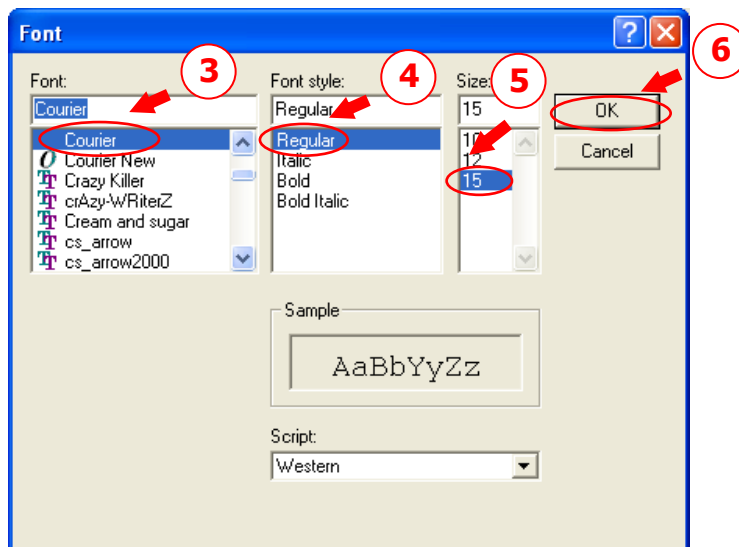 Font
3 4 5 6
Font: Font style: Size:
Courier Regular 15 OK
Courier Regular 10 Cancel
Courier New Italic 12
Crazy Killer Bold 15
crAzy-WRiterZ Bold Italic
Cream and sugar
cs_arrow
cs_arrow2000
Sample
AaBbYyZz
Script:
Western